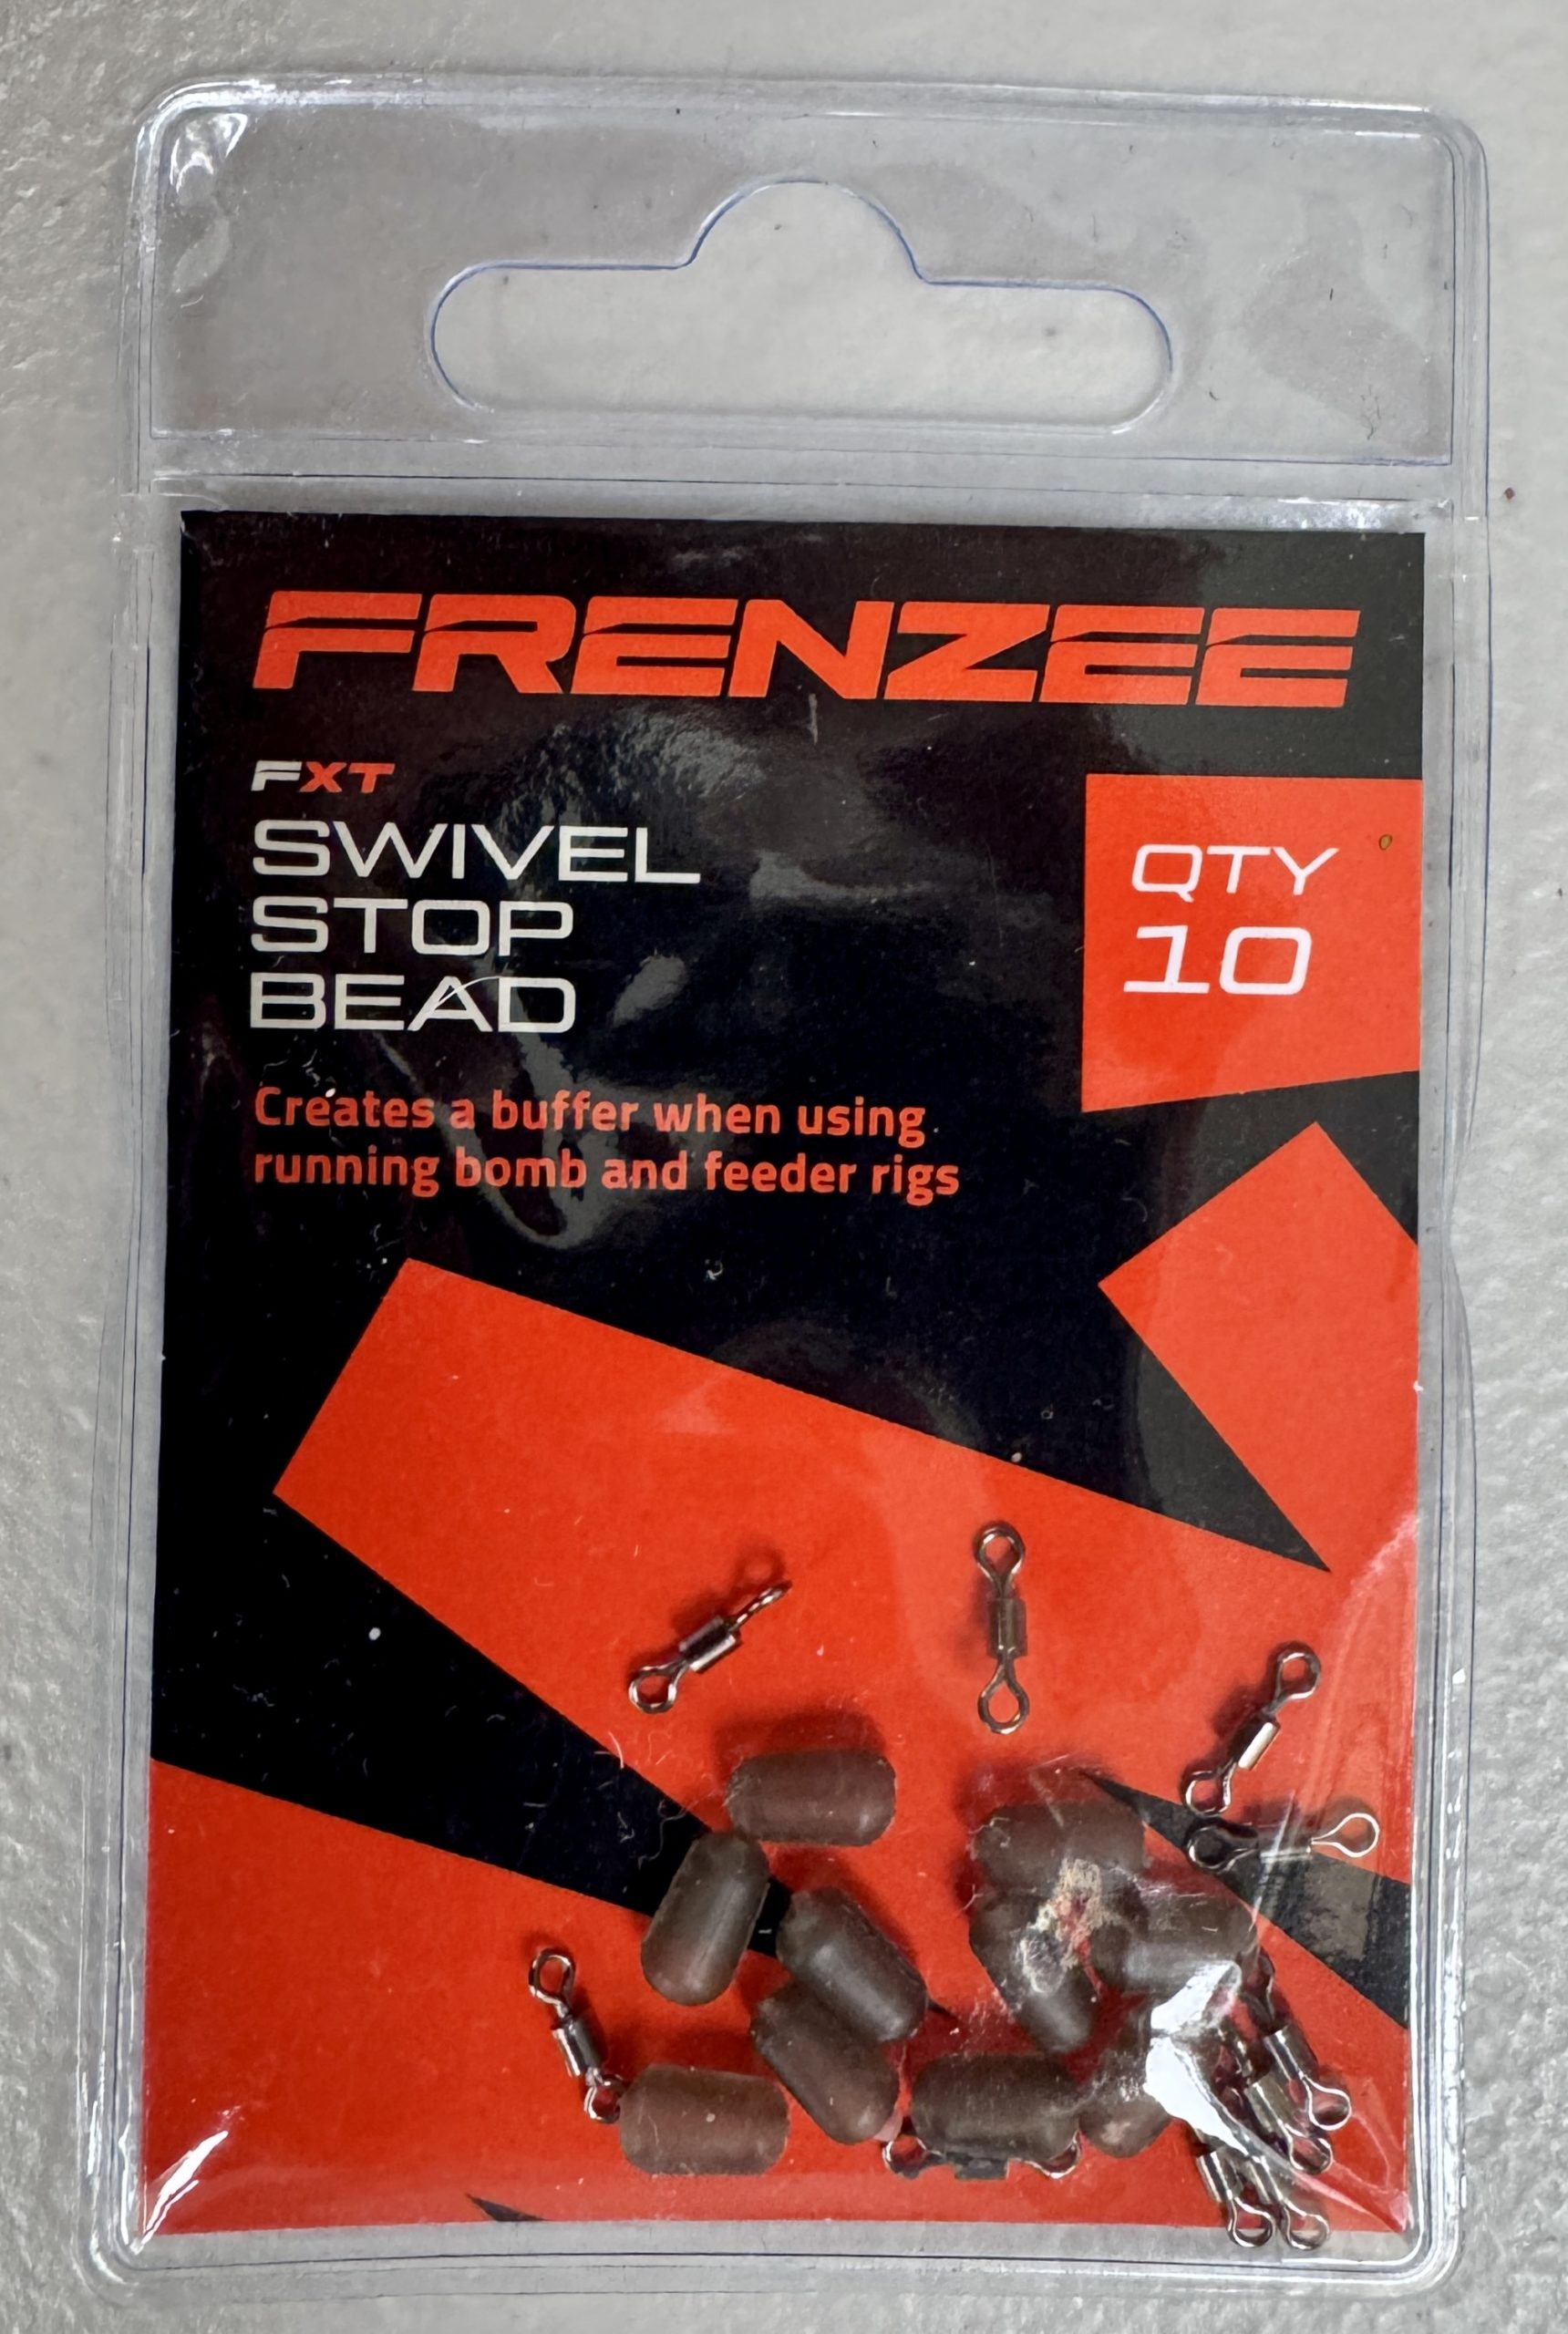 FRENZEE
FXT
SWIVEL
STOP
BEAD
QTY
10
Creates a buffer when using
running bomb and feeder rigs